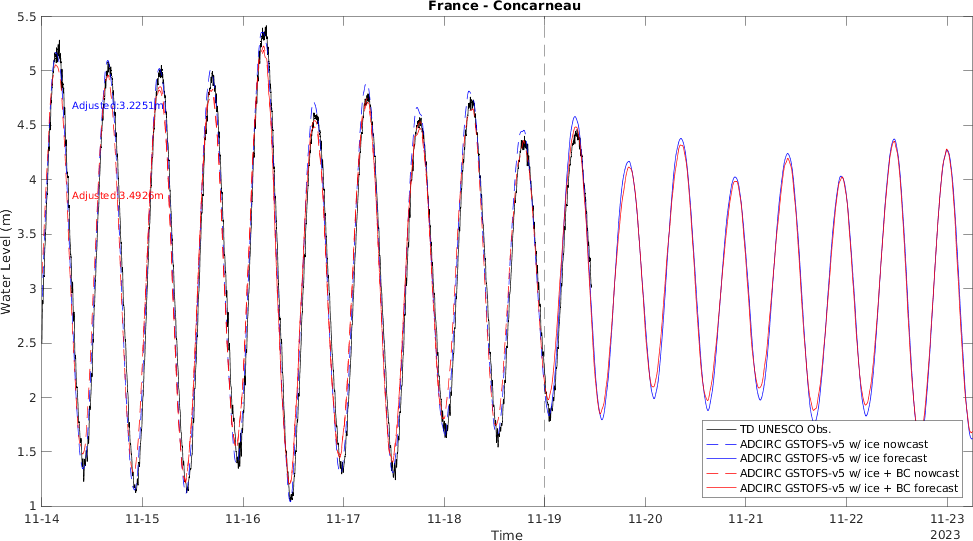 France - Concarneau
5.5
5
4.5
4
3.5
3
2.5
2
1.5
1
Water Level (m)
Adjusted:3.2251m
Adjusted:3.4926m
TD UNESCO Obs.
ADCIRC GSTOFS-v5 w/ ice nowcast
ADCIRC GSTOFS-v5 w/ ice forecast
ADCIRC GSTOFS-v5 w/ ice + BC nowcast
ADCIRC GSTOFS-v5 w/ ice + BC forecast
11-14 11-15 11-16 11-17 11-18 11-19 11-20 11-21 11-22 11-23
Time
2023